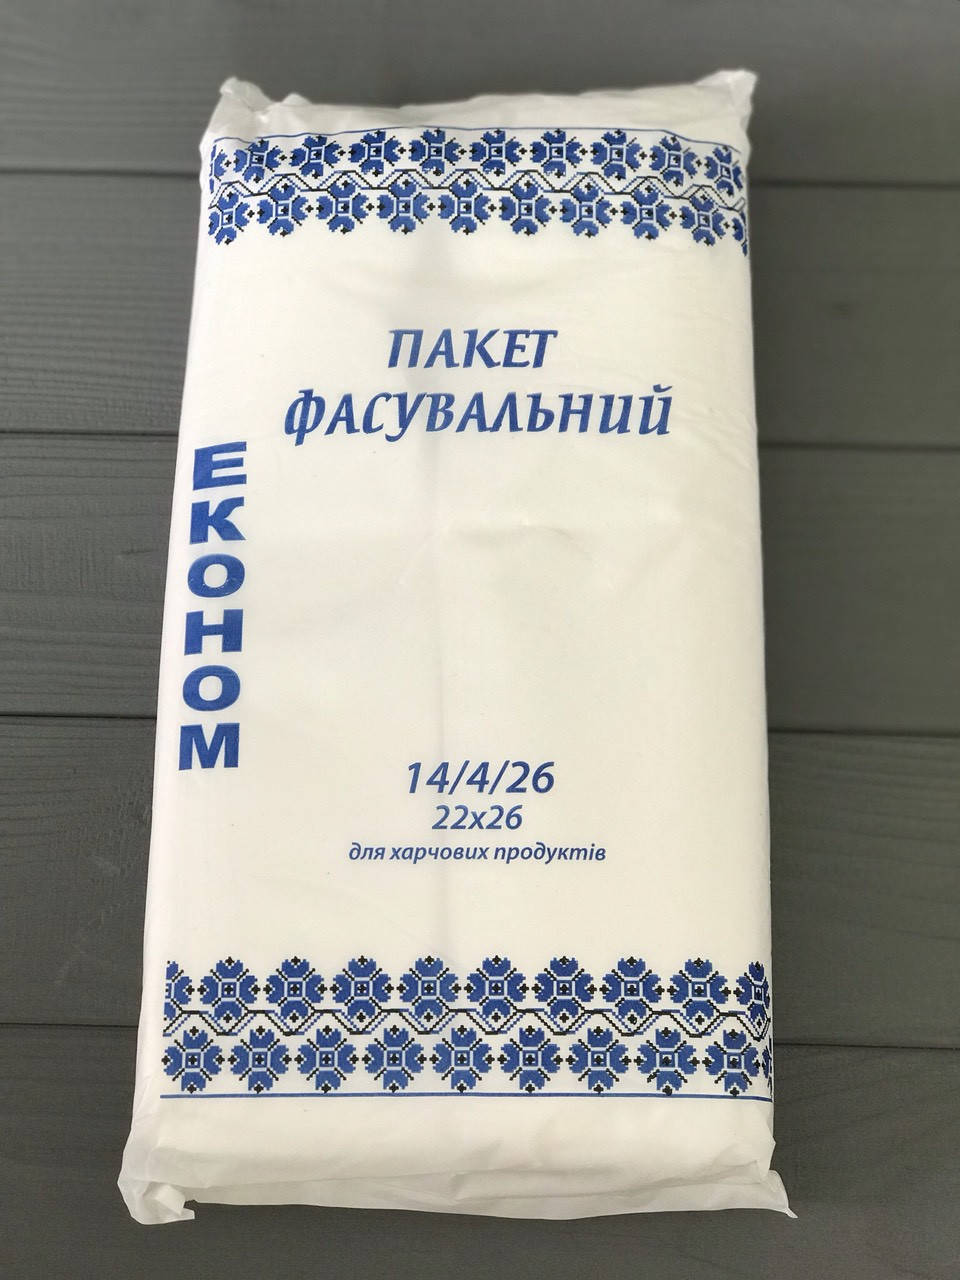 ПАКЕТ
ФАСУВАЛЬНИЙ
ЕКОНОМ
14/4/26
22х26
для харчових продуктів